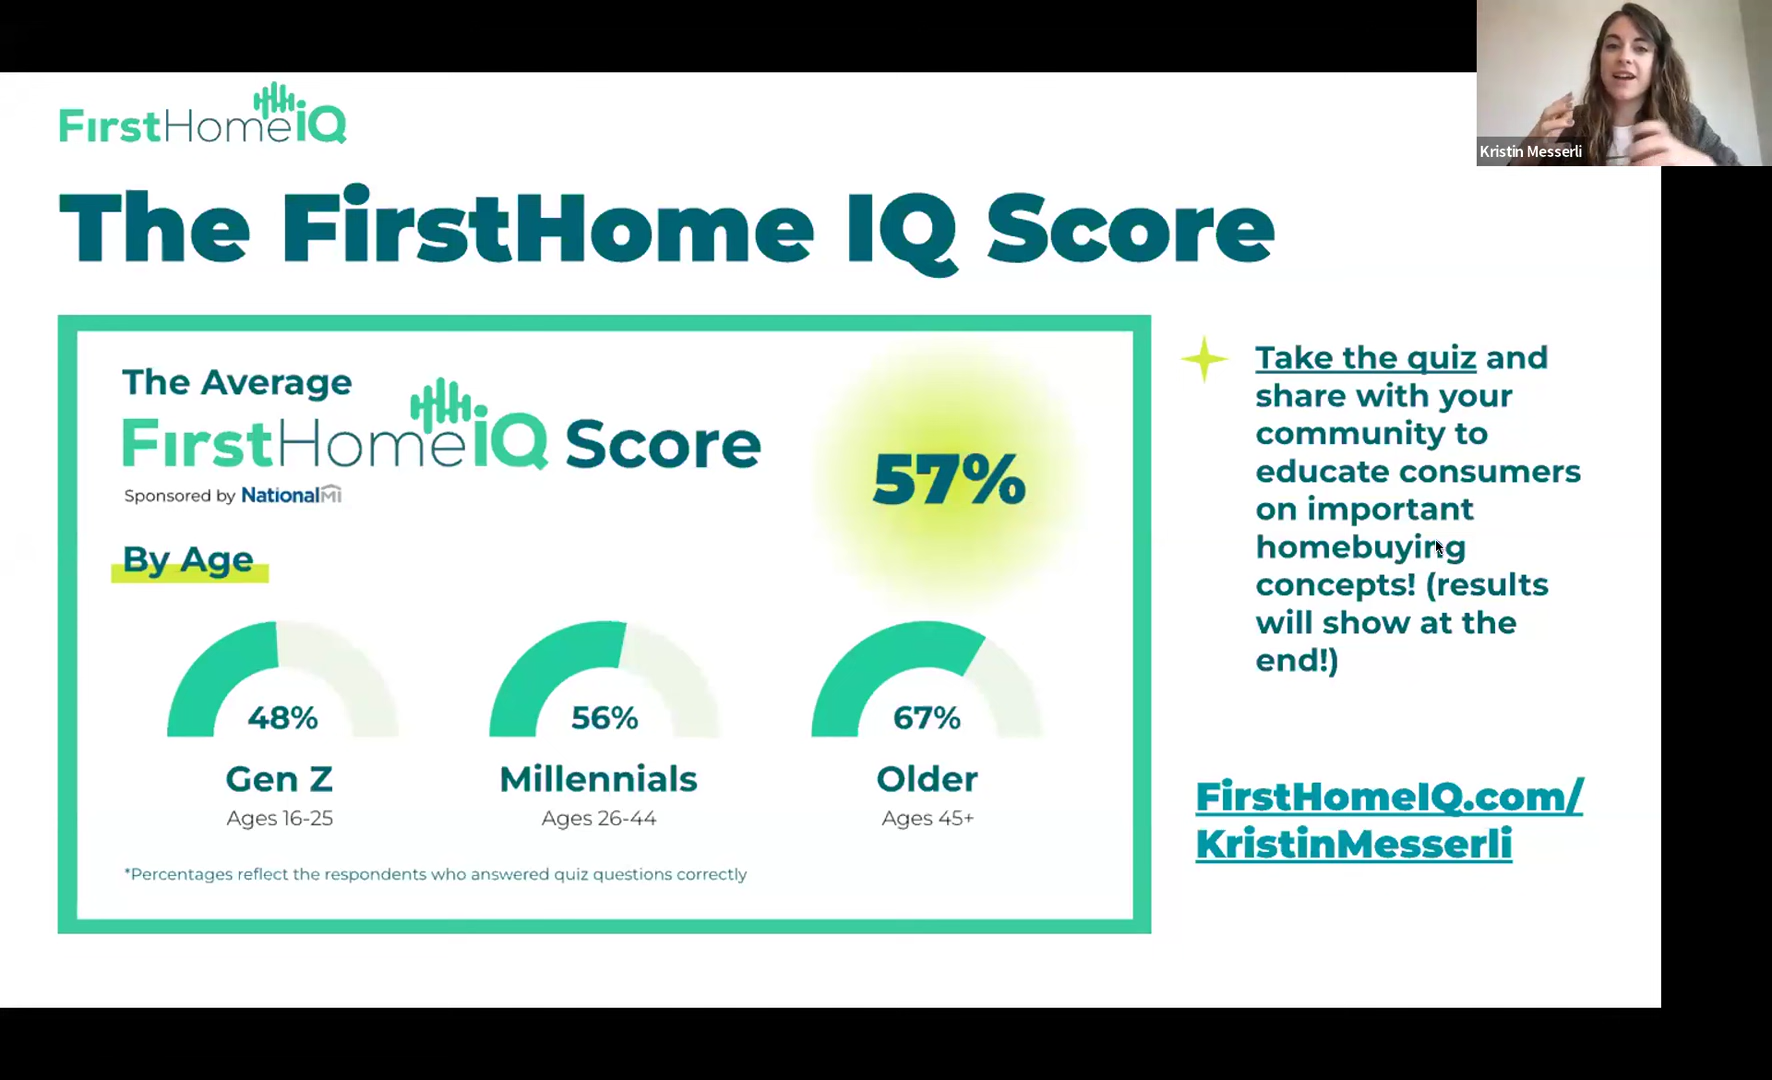 FirstHomeIQ
Kristin Messerli
The FirstHome IQ Score
The Average
FirstHomeIQ Score
Sponsored by NationalMI
57%
By Age
48%
56%
67%
Gen Z
Millennials
Older
Ages 16-25
Ages 26-44
Ages 45+
*Percentages reflect the respondents who answered quiz questions correctly
Take the quiz and
share with your
community to
educate consumers
on important
homebuying
concepts! (results
will show at the
end!)
FirstHomeIQ.com/
KristinMesserli